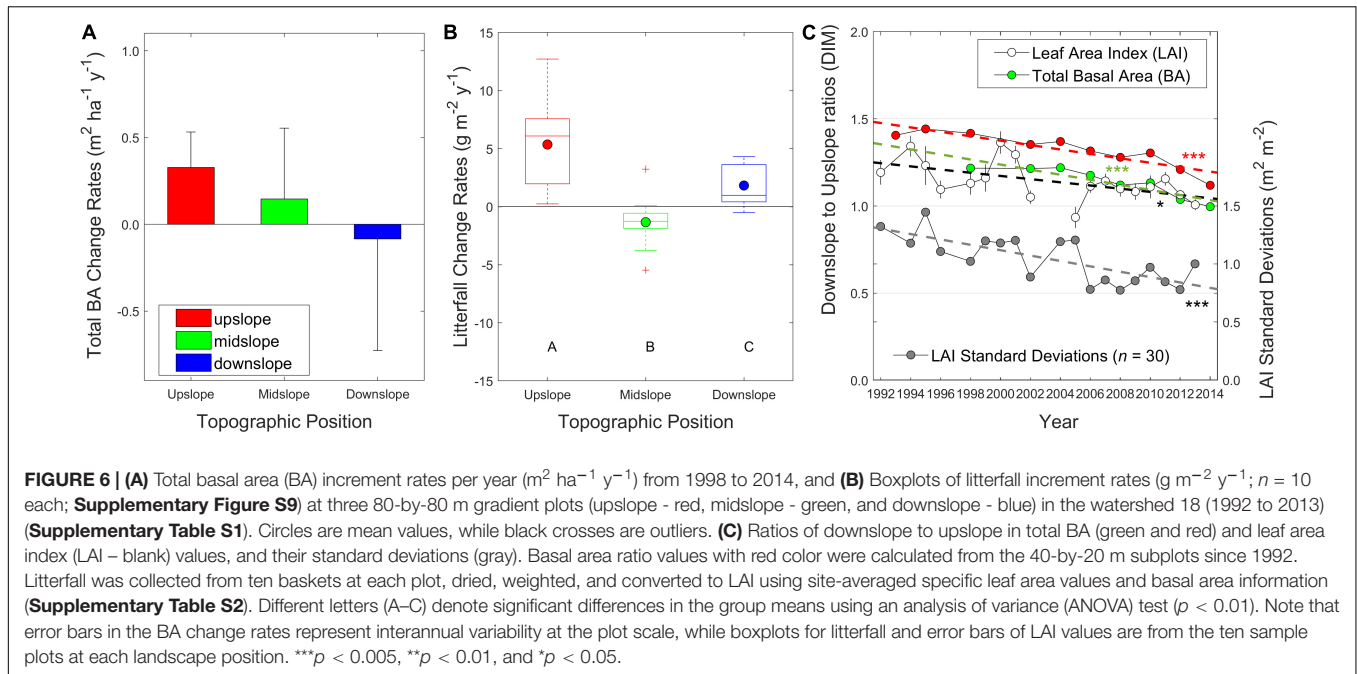 A
Total BA Change Rates (m² ha⁻¹ y⁻¹)
1.0
0.5
0.0
-0.5
upslope
midslope
downslope
Upslope
Midslope
Downslope
Topographic Position
B
Litterfall Change Rates (g m⁻² y⁻¹)
15
10
5
0
-5
-10
-15
A
B
C
Upslope
Midslope
Downslope
Topographic Position
C
Downslope to Upslope ratios (DIM)
2.0
1.5
1.0
0.5
0.0
Leaf Area Index (LAI)
Total Basal Area (BA)
***
***
*
***
LAI Standard Deviations (n = 30)
1.5
1.0
0.5
0.0
LAI Standard Deviations (m² m⁻²)
1992 1994 1996 1998 2000 2002 2004 2006 2008 2010 2012 2014
Year
FIGURE 6 | (A) Total basal area (BA) increment rates per year (m² ha⁻¹ y⁻¹) from 1998 to 2014, and (B) Boxplots of litterfall increment rates (g m⁻² y⁻¹; n = 10
each; Supplementary Figure S9) at three 80-by-80 m gradient plots (upslope - red, midslope - green, and downslope - blue) in the watershed 18 (1992 to 2013)
(Supplementary Table S1). Circles are mean values, while black crosses are outliers. (C) Ratios of downslope to upslope in total BA (green and red) and leaf area
index (LAI – blank) values, and their standard deviations (gray). Basal area ratio values with red color were calculated from the 40-by-20 m subplots since 1992.
Litterfall was collected from ten baskets at each plot, dried, weighted, and converted to LAI using site-averaged specific leaf area values and basal area information
(Supplementary Table S2). Different letters (A–C) denote significant differences in the group means using an analysis of variance (ANOVA) test (p < 0.01). Note that
error bars in the BA change rates represent interannual variability at the plot scale, while boxplots for litterfall and error bars of LAI values are from the ten sample
plots at each landscape position. ***p < 0.005, **p < 0.01, and *p < 0.05.